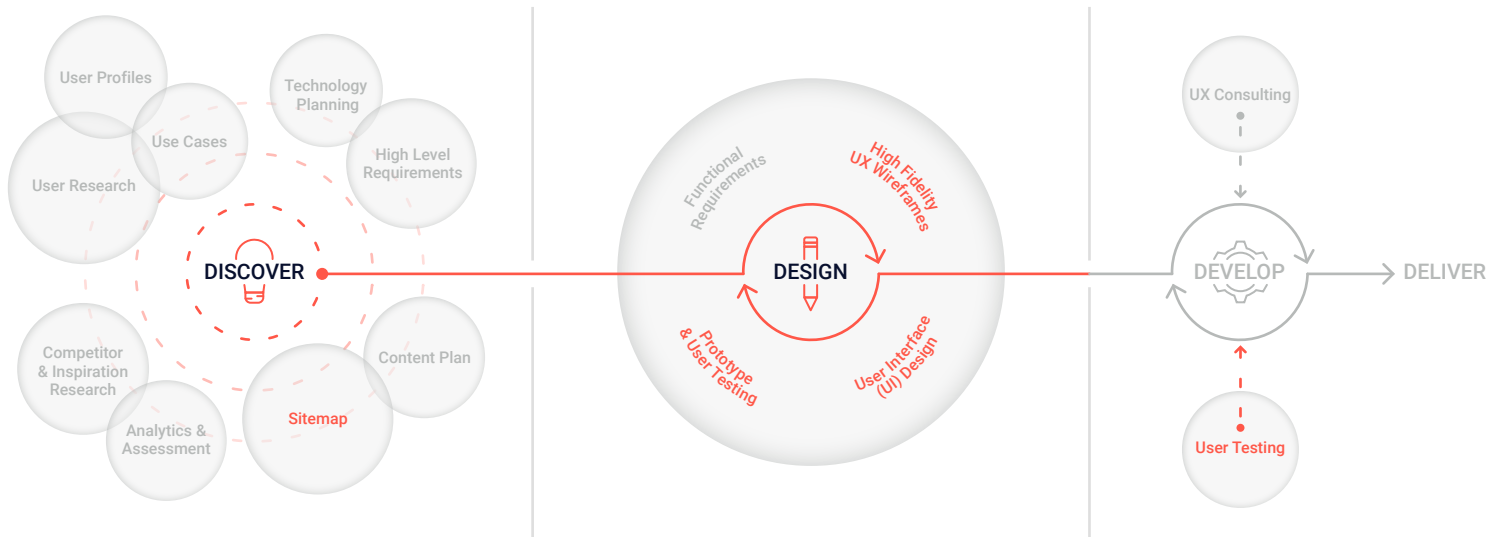 User Profiles
Use Cases
User Research
Technology
Planning
High Level
Requirements
DISCOVER
Competitor
& Inspiration
Research
Analytics &
Assessment
Sitemap
Content Plan
Functional
Requirements
High Fidelity
UX Wireframes
DESIGN
Prototype
& User Testing
User Interface
(UI) Design
UX Consulting
DEVELOP
DELIVER
User Testing